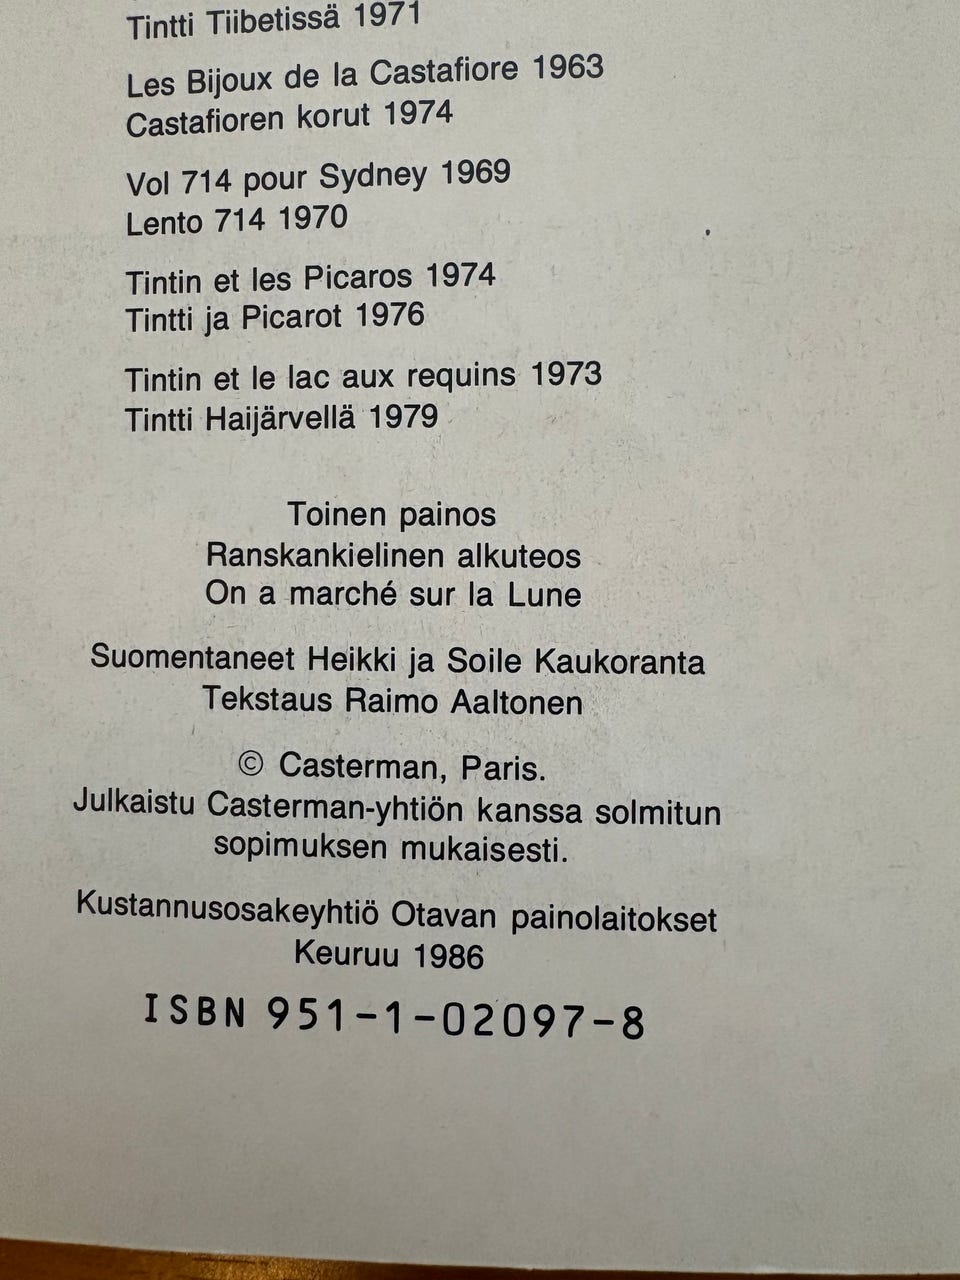 Tintti Tiibetissä 1971
Les Bijoux de la Castafiore 1963
Castafioren korut 1974
Vol 714 pour Sydney 1969
Lento 714 1970
Tintin et les Picaros 1974
Tintti ja Picarot 1976
Tintin et le lac aux requins 1973
Tintti Haijärvellä 1979
Toinen painos
Ranskankielinen alkuteos
On a marché sur la Lune
Suomentaneet Heikki ja Soile Kaukoranta
Tekstaus Raimo Aaltonen
© Casterman, Paris.
Julkaistu Casterman-yhtiön kanssa solmitun
sopimuksen mukaisesti.
Kustannusosakeyhtiö Otavan painolaitokset
Keuruu 1986
ISBN 951-1-02097-8